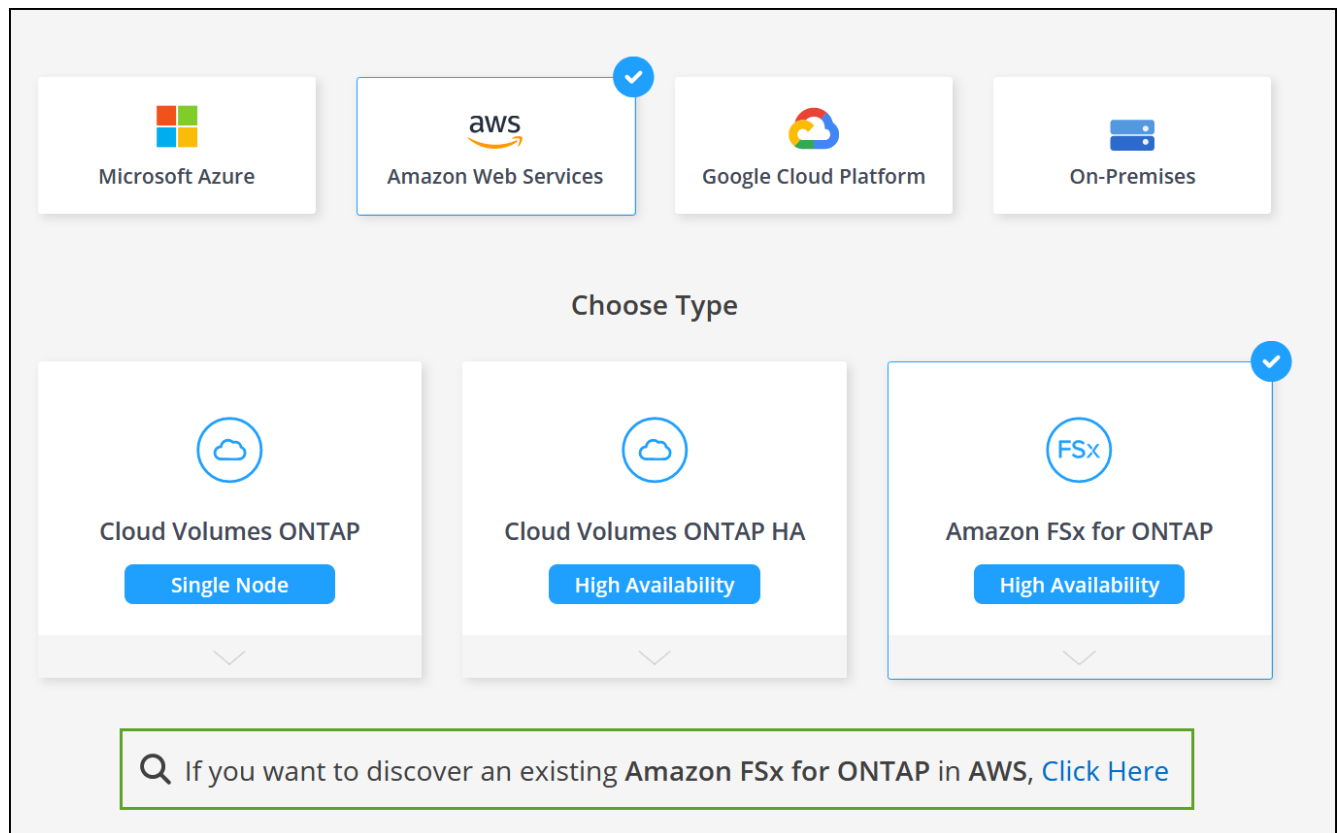 aws
Microsoft Azure
Amazon Web Services
Google Cloud Platform
On-Premises
Choose Type
FSx
Cloud Volumes ONTAP
Cloud Volumes ONTAP HA
Amazon FSx for ONTAP
Single Node
High Availability
High Availability
If you want to discover an existing Amazon FSx for ONTAP in AWS, Click Here